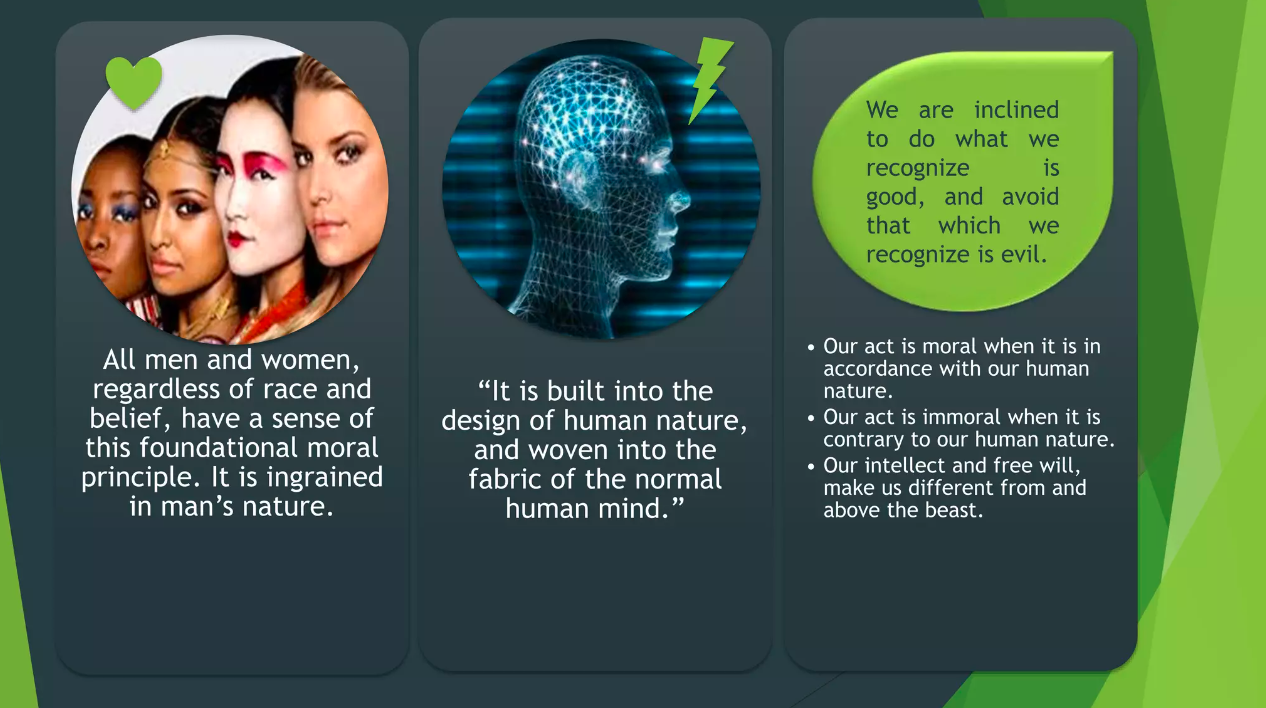 All men and women,
regardless of race and
belief, have a sense of
this foundational moral
principle. It is ingrained
in man’s nature.
“It is built into the
design of human nature,
and woven into the
fabric of the normal
human mind.”
We are inclined
to do what we
recognize is
good, and avoid
that which we
recognize is evil.
• Our act is moral when it is in
accordance with our human
nature.
• Our act is immoral when it is
contrary to our human nature.
• Our intellect and free will,
make us different from and
above the beast.